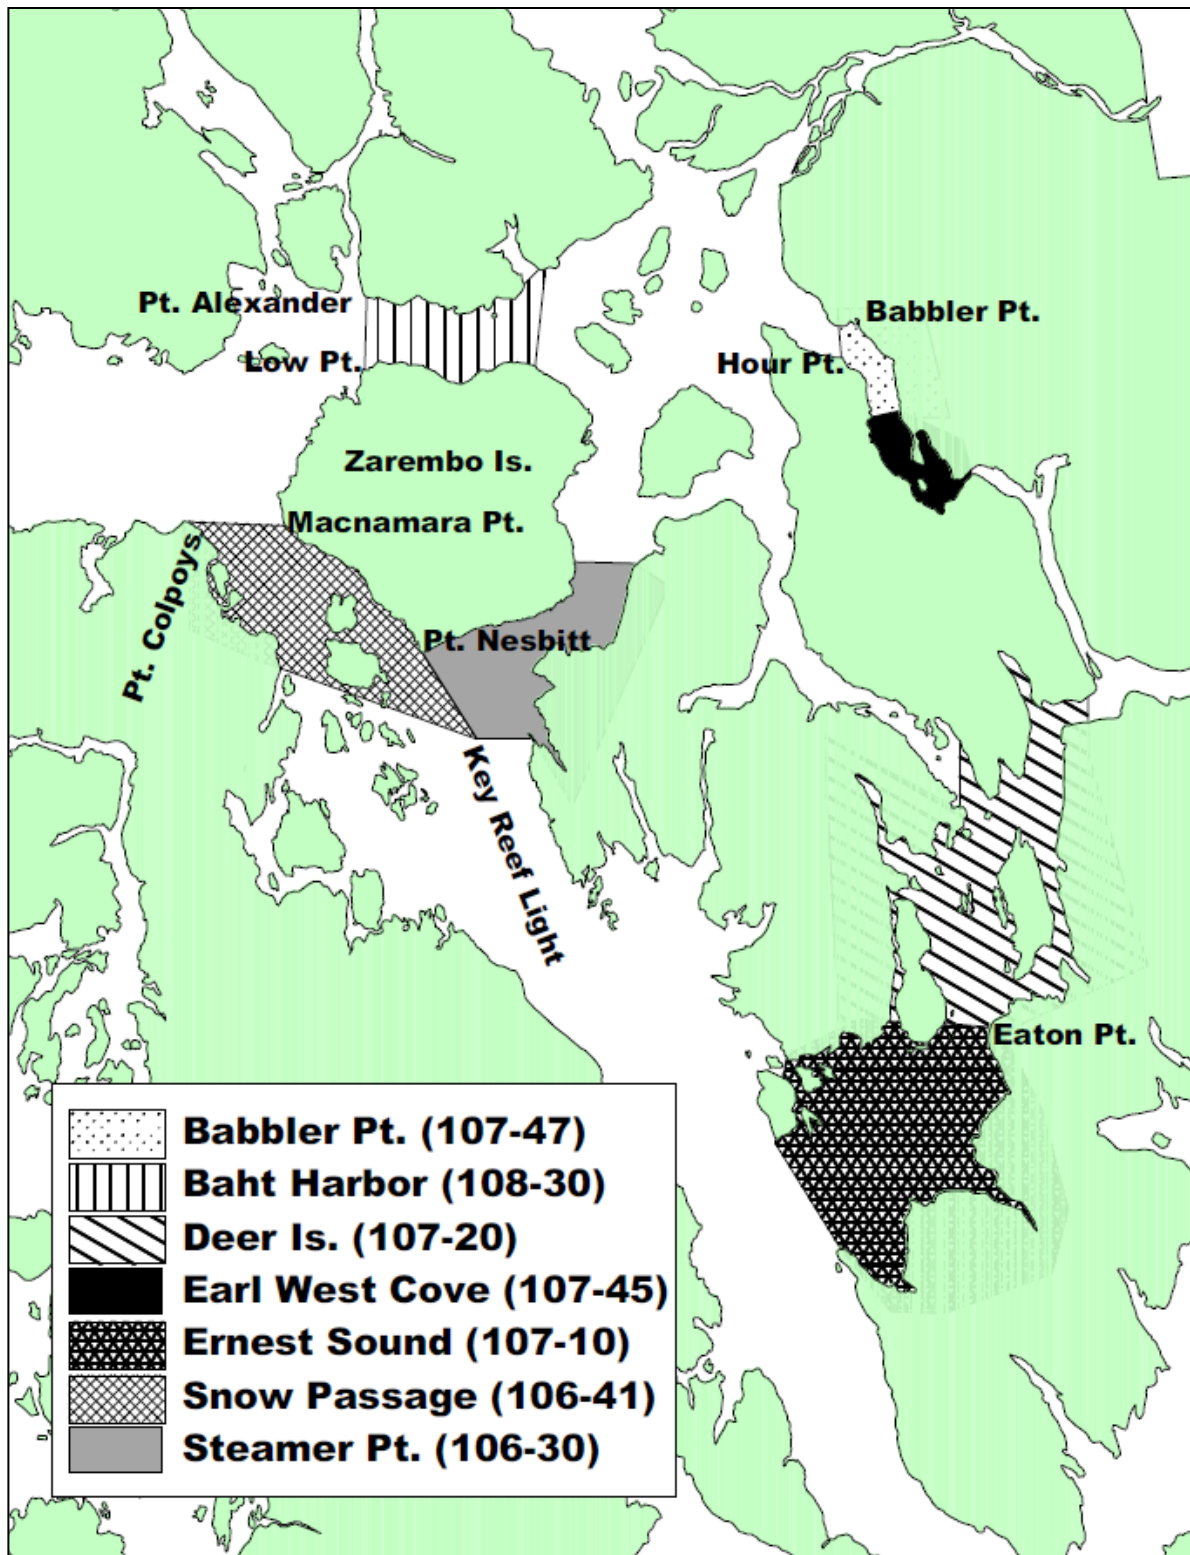 Pt. Alexander
Babbler Pt.
Low Pt.
Hour Pt.
Zarembo Is.
Macnamara Pt.
Pt. Colpoys
Pt. Nesbitt
Key Reef Light
Eaton Pt.
Babbler Pt. (107-47)
Baht Harbor (108-30)
Deer Is. (107-20)
Earl West Cove (107-45)
Ernest Sound (107-10)
Snow Passage (106-41)
Steamer Pt. (106-30)